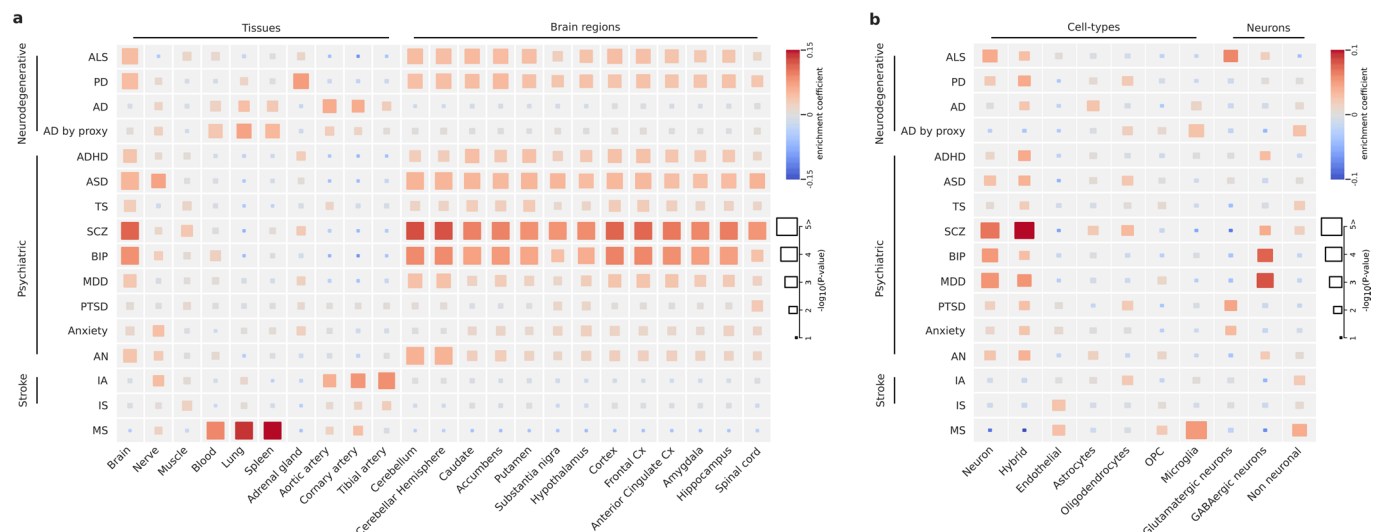 a
Tissues
Brain regions
Neurodegenerative
Psychiatric
Stroke
ALS
PD
AD
AD by proxy
ADHD
ASD
TS
SCZ
BIP
MDD
PTSD
Anxiety
AN
IA
IS
MS
Brain
Nerve
Muscle
Blood
Lung
Spleen
Adrenal gland
Aortic artery
Cornary artery
Tibial artery
Cerebellum
Cerebellar Hemisphere
Caudate
Accumbens
Putamen
Substantia nigra
Hypothalamus
Cortex
Frontal Cx
Anterior Cingulate Cx
Amygdala
Hippocampus
Spinal cord
0.15
0
-0.15
enrichment coefficient
5>
4
3
2
1
-log10(P-value)
b
Cell-types
Neurons
Neurodegenerative
Psychiatric
Stroke
ALS
PD
AD
AD by proxy
ADHD
ASD
TS
SCZ
BIP
MDD
PTSD
Anxiety
AN
IA
IS
MS
Neuron
Hybrid
Endothelial
Astrocytes
Oligodendrocytes
OPC
Microglia
Glutamatergic neurons
GABAergic neurons
Non neuronal
0.1
0
-0.1
enrichment coefficient
5>
4
3
2
1
-log10(P-value)